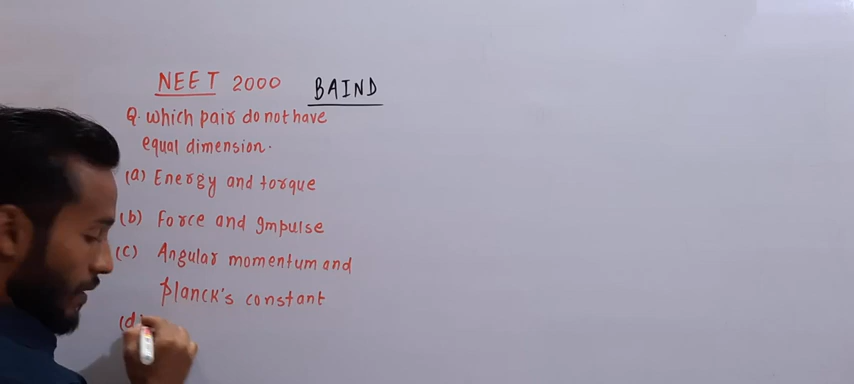 NEET 2000 BAIND
Q. which pair do not have
equal dimension.
(a) Energy and torque
(b) Force and Impulse
(c) Angular momentum and
Planck's constant
(d)